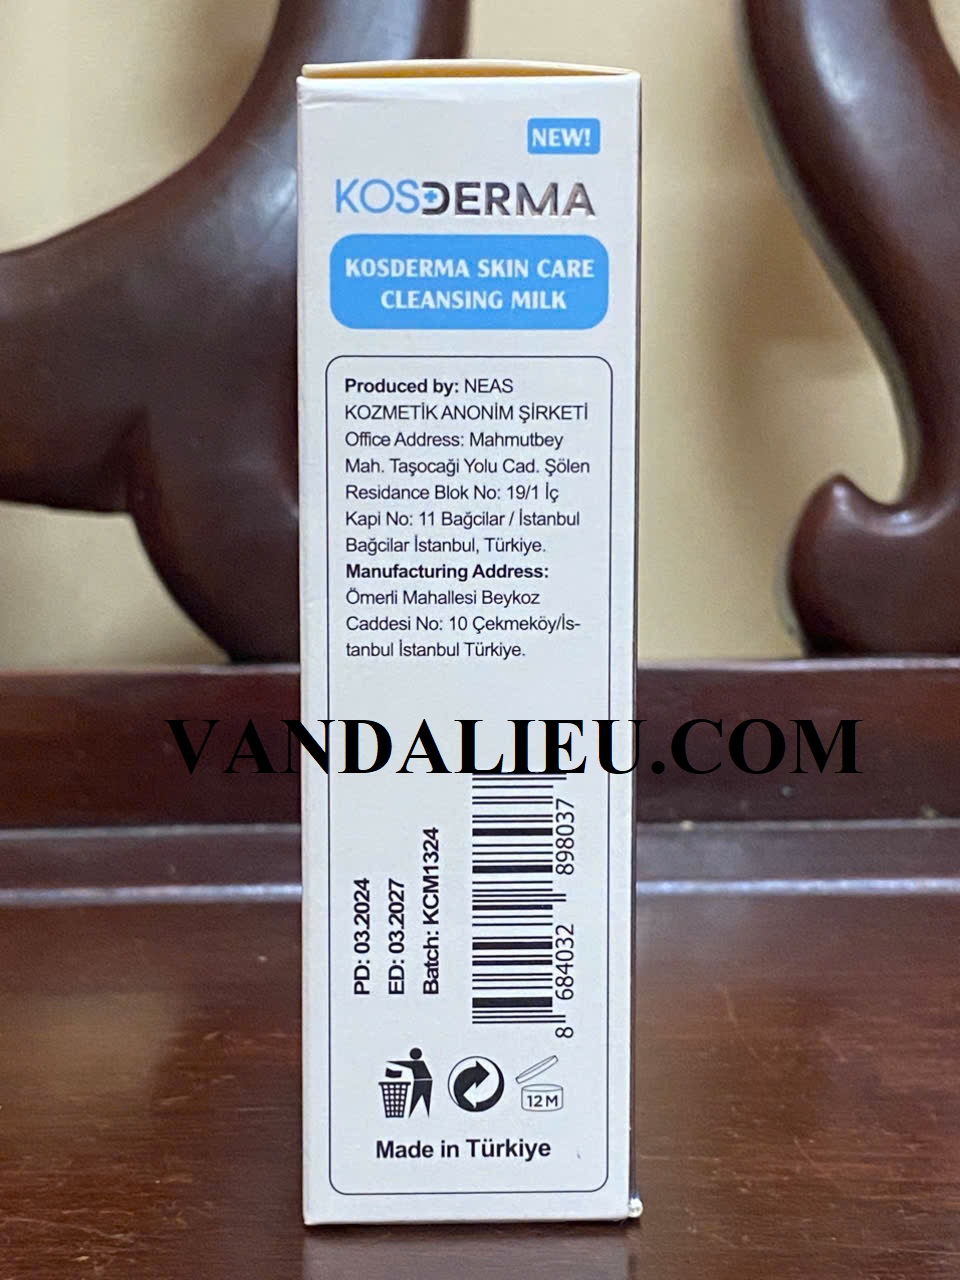 NEW!
KOSDERMA
KOSDERMA SKIN CARE
CLEANSING MILK
Produced by: NEAS
KOZMETİK ANONİM ŞİRKETİ
Office Address: Mahmutbey
Mah. Taşocaği Yolu Cad. Şölen
Residance Blok No: 19/1 İç
Kapi No: 11 Bağcilar / İstanbul
Bağcilar İstanbul, Türkiye.
Manufacturing Address:
Ömerli Mahallesi Beykoz
Caddesi No: 10 Çekmeköy/İs-
tanbul İstanbul Türkiye.
VANDALIEU.COM
PD: 03.2024
ED: 03.2027
Batch: KCM1324
8 684032 898037
12 M
Made in Türkiye